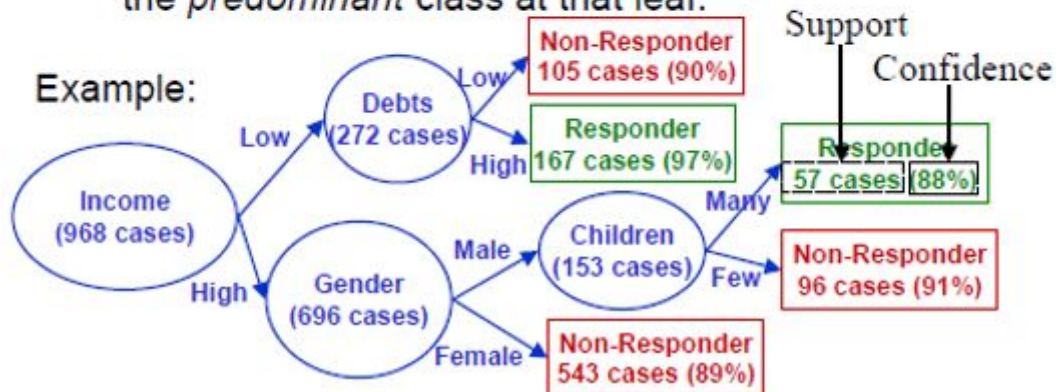 the predominant class at that leaf.
Example:
Income
(968 cases)
Low
High
Debts
(272 cases)
Low
High
Non-Responder
105 cases (90%)
Responder
167 cases (97%)
Gender
(696 cases)
Male
Female
Children
(153 cases)
Many
Few
Support
Confidence
Responde
57 cases (88%)
Non-Responder
96 cases (91%)
Non-Responder
543 cases (89%)